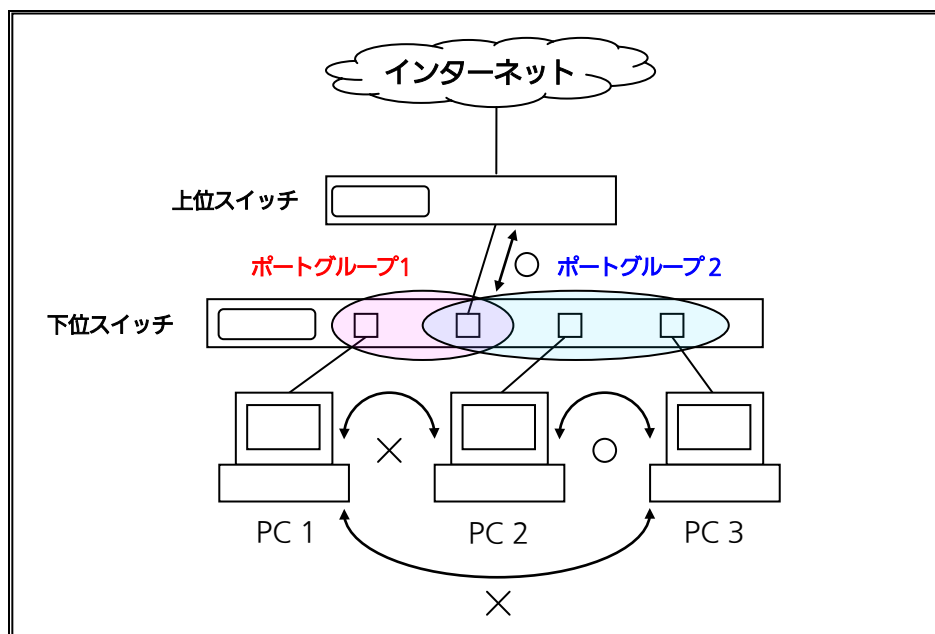 インターネット
上位スイッチ
ポートグループ1
ポートグループ2
下位スイッチ
PC 1
PC 2
PC 3